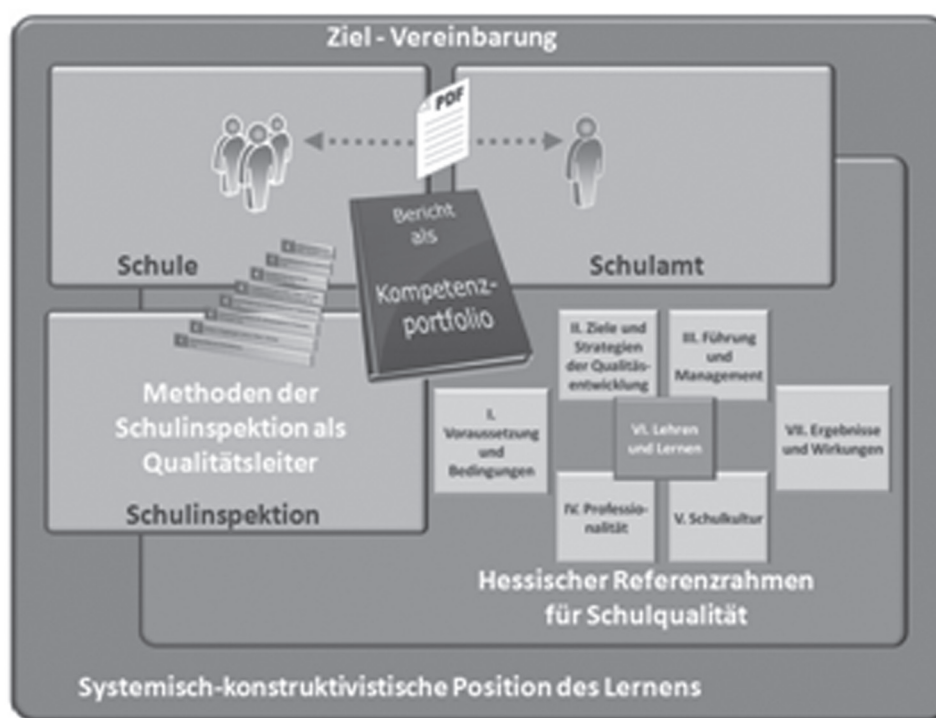 Ziel - Vereinbarung
PDF
Schule
Schulamt
Bericht
als
Kompetenz-
portfolio
Methoden der
Schulinspektion als
Qualitätsleiter
Schulinspektion
I.
Voraussetzung
und
Bedingungen
II. Ziele und
Strategien
der Qualitäts-
entwicklung
III. Führung
und
Management
VI. Lehren
und Lernen
VII. Ergebnisse
und Wirkungen
IV. Professio-
nalität
V. Schulkultur
Hessischer Referenzrahmen
für Schulqualität
Systemisch-konstruktivistische Position des Lernens